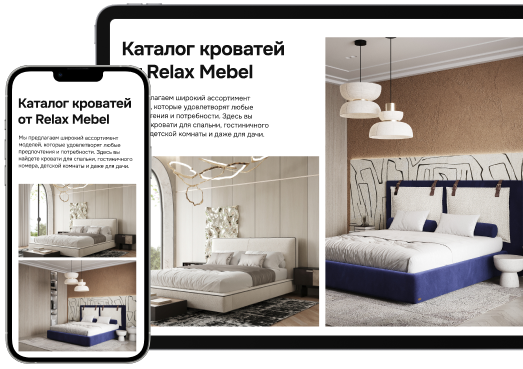 Каталог кроватей
от Relax Mebel
Мы предлагаем широкий ассортимент
моделей, которые удовлетворят любые
предпочтения и потребности. Здесь вы
найдете кровати для спальни, гостиничного
номера, детской комнаты и даже для дачи.
Каталог кроватей
Relax Mebel
лагаем широкий ассортимент
, которые удовлетворят любые
тения и потребности. Здесь вы
кровати для спальни, гостиничного
детской комнаты и даже для дачи.